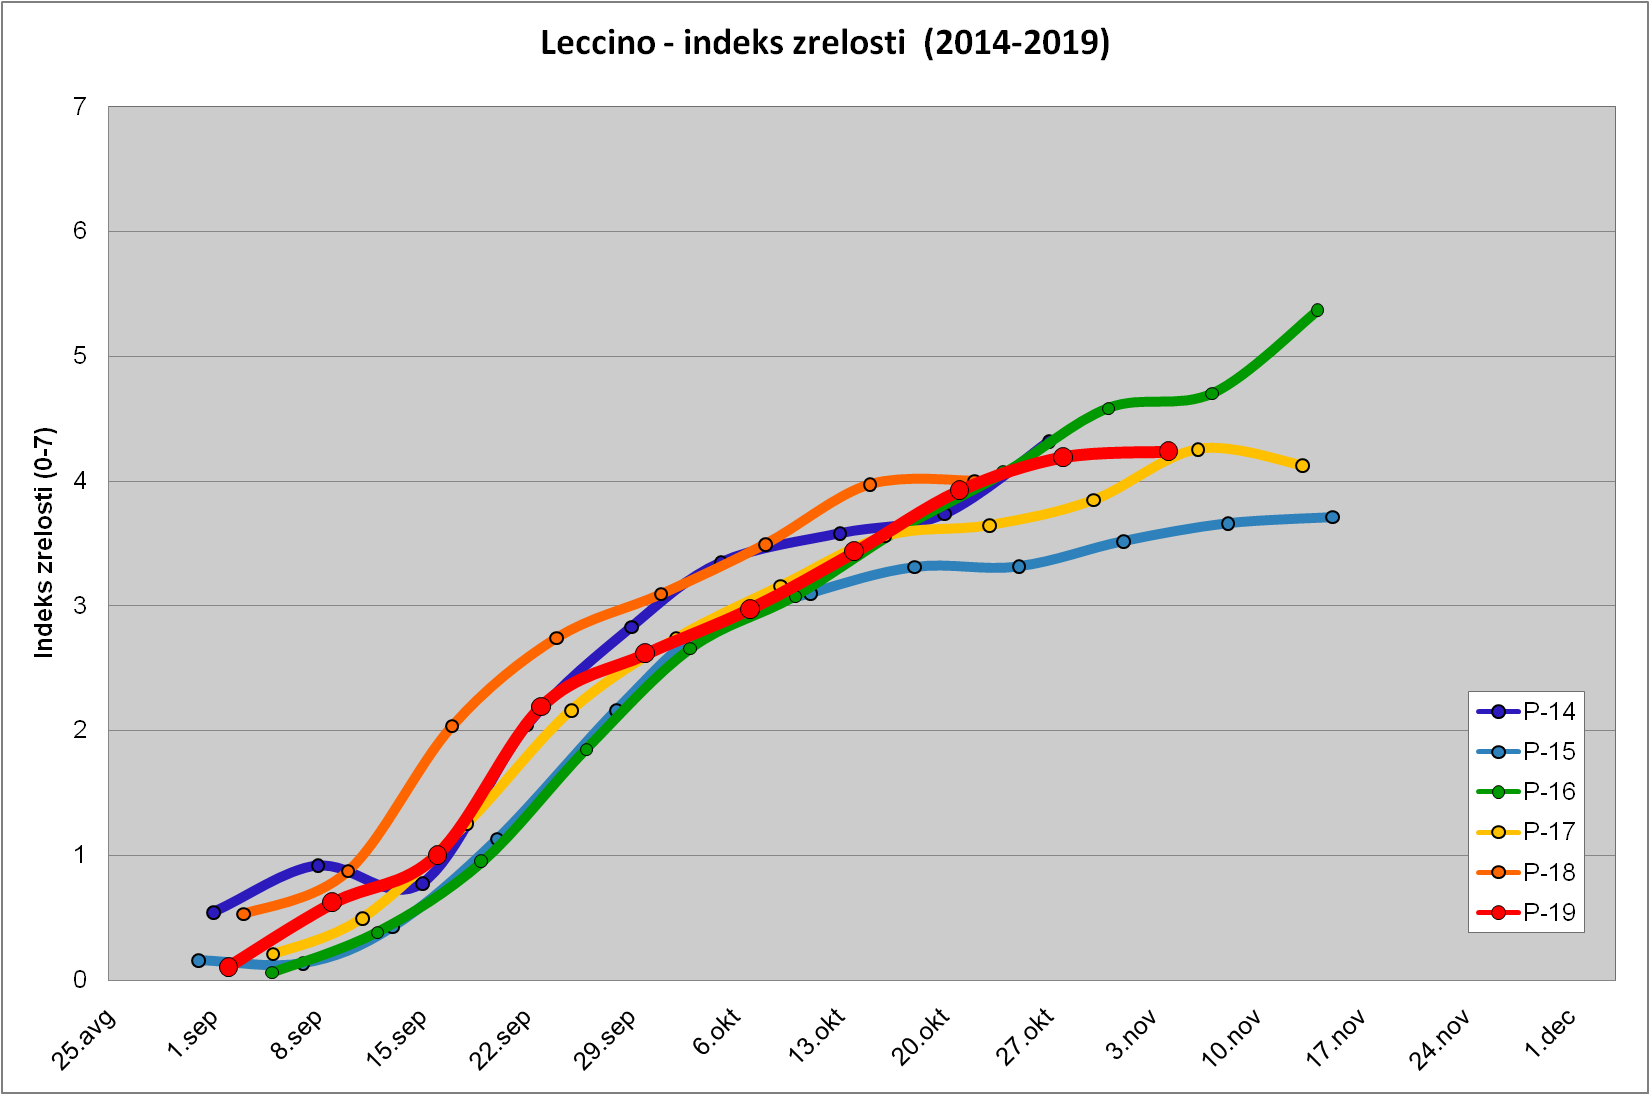 Leccino - indeks zrelosti  (2014-2019)
Indeks zrelosti (0-7)
7
6
5
4
3
2
1
0
25.avg
1.sep
8.sep
15.sep
22.sep
29.sep
6.okt
13.okt
20.okt
27.okt
3.nov
10.nov
17.nov
24.nov
1.dec
P-14
P-15
P-16
P-17
P-18
P-19